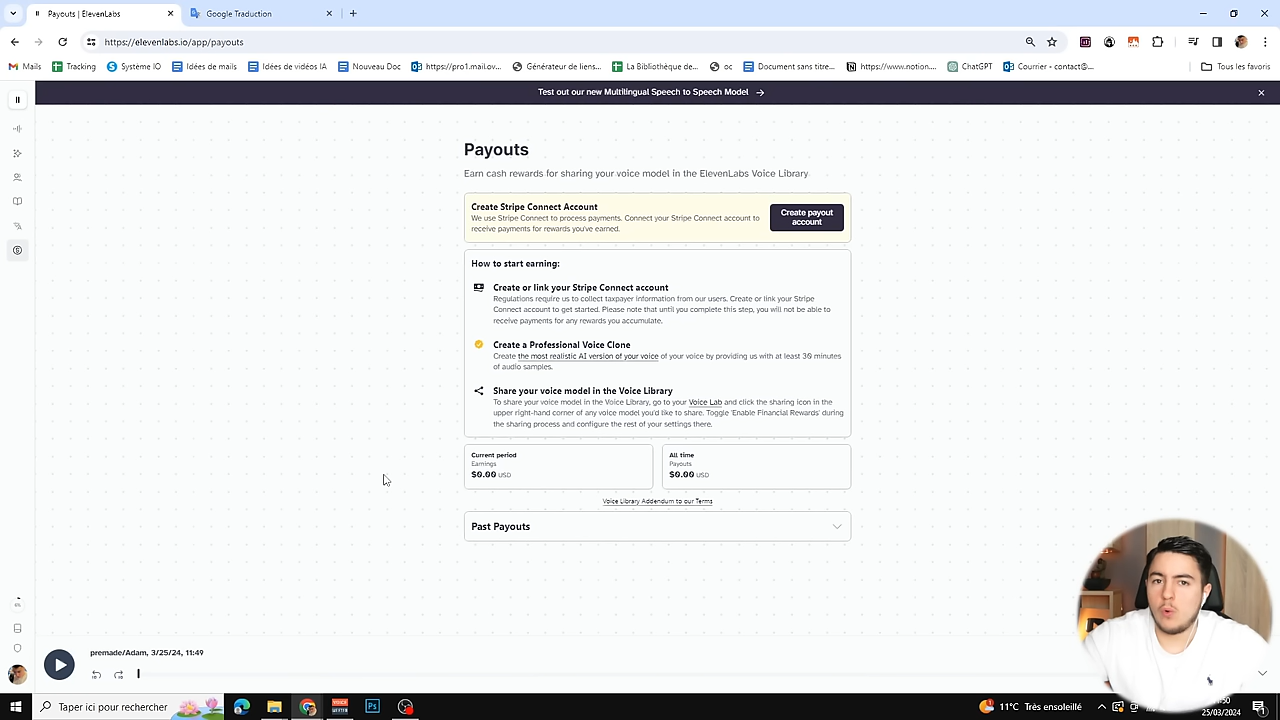 Payouts | ElevenLabs
Google Traduction
https://elevenlabs.io/app/payouts
Mails
Tracking
Système IO
Idées de mails
Idées de vidéos IA
Nouveau Doc
https://pro1.mail.ov...
Générateur de liens...
La Bibliothèque de...
oc
Document sans titre...
https://www.notion....
ChatGPT
Courrier - contact@...
Tous les favoris
Test out our new Multilingual Speech to Speech Model
Payouts
Earn cash rewards for sharing your voice model in the ElevenLabs Voice Library
Create Stripe Connect Account
We use Stripe Connect to process payments. Connect your Stripe Connect account to
receive payments for rewards you've earned.
Create payout
account
How to start earning:
Create or link your Stripe Connect account
Regulations require us to collect taxpayer information from our users. Create or link your Stripe
Connect account to get started. Please note that until you complete this step, you will not be able to
receive payments for any rewards you accumulate.
Create a Professional Voice Clone
Create the most realistic AI version of your voice of your voice by providing us with at least 30 minutes
of audio samples.
Share your voice model in the Voice Library
To share your voice model in the Voice Library, go to your Voice Lab and click the sharing icon in the
upper right-hand corner of any voice model you'd like to share. Toggle 'Enable Financial Rewards' during
the sharing process and configure the rest of your settings there.
Current period
Earnings
$0.00 USD
All time
Payouts
$0.00 USD
Voice Library Addendum to our Terms
Past Payouts
premade/Adam, 3/25/24, 11:49
Taper ici pour rechercher
11°C Très ensoleillé
25/03/2024